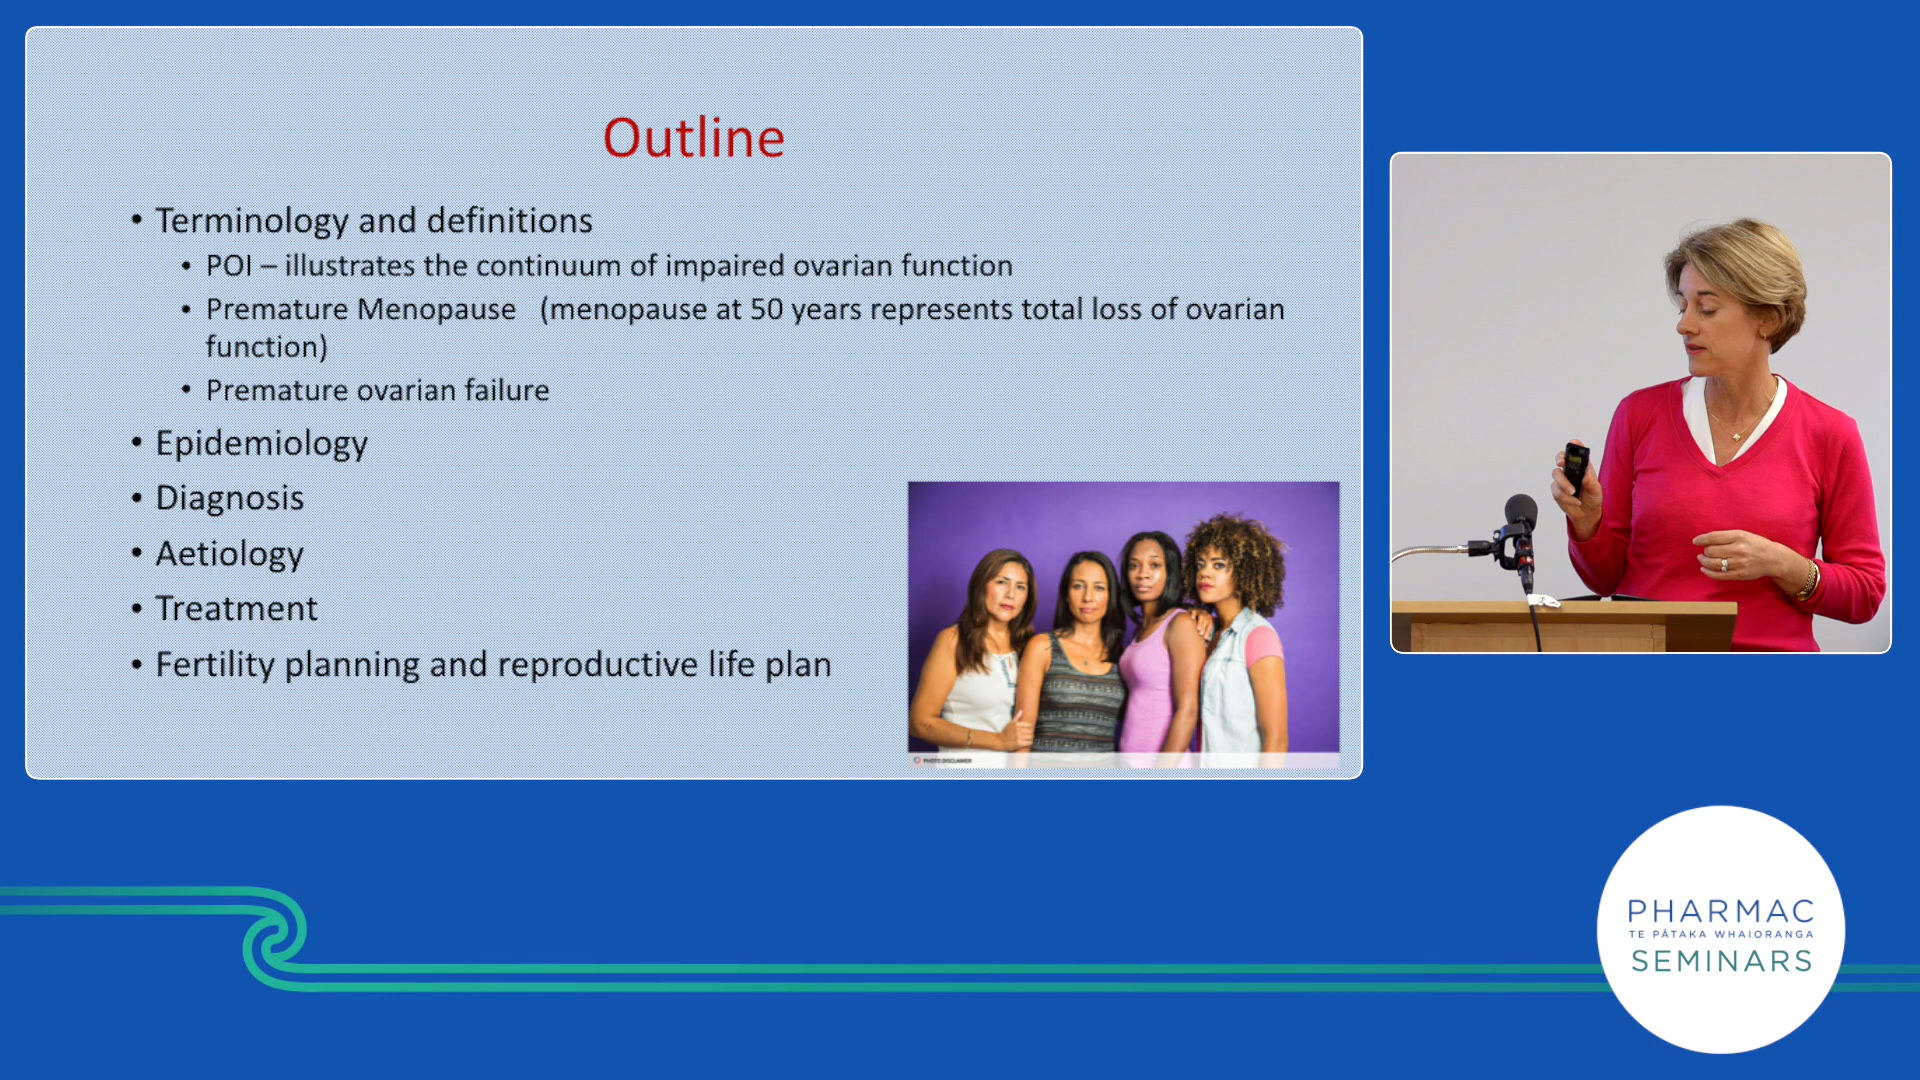 Outline
• Terminology and definitions
• POI – illustrates the continuum of impaired ovarian function
• Premature Menopause (menopause at 50 years represents total loss of ovarian
function)
• Premature ovarian failure
• Epidemiology
• Diagnosis
• Aetiology
• Treatment
• Fertility planning and reproductive life plan
PHOTO DISCLAIMER
PHARMAC
TE PĀTAKA WHAIORANGA
SEMINARS